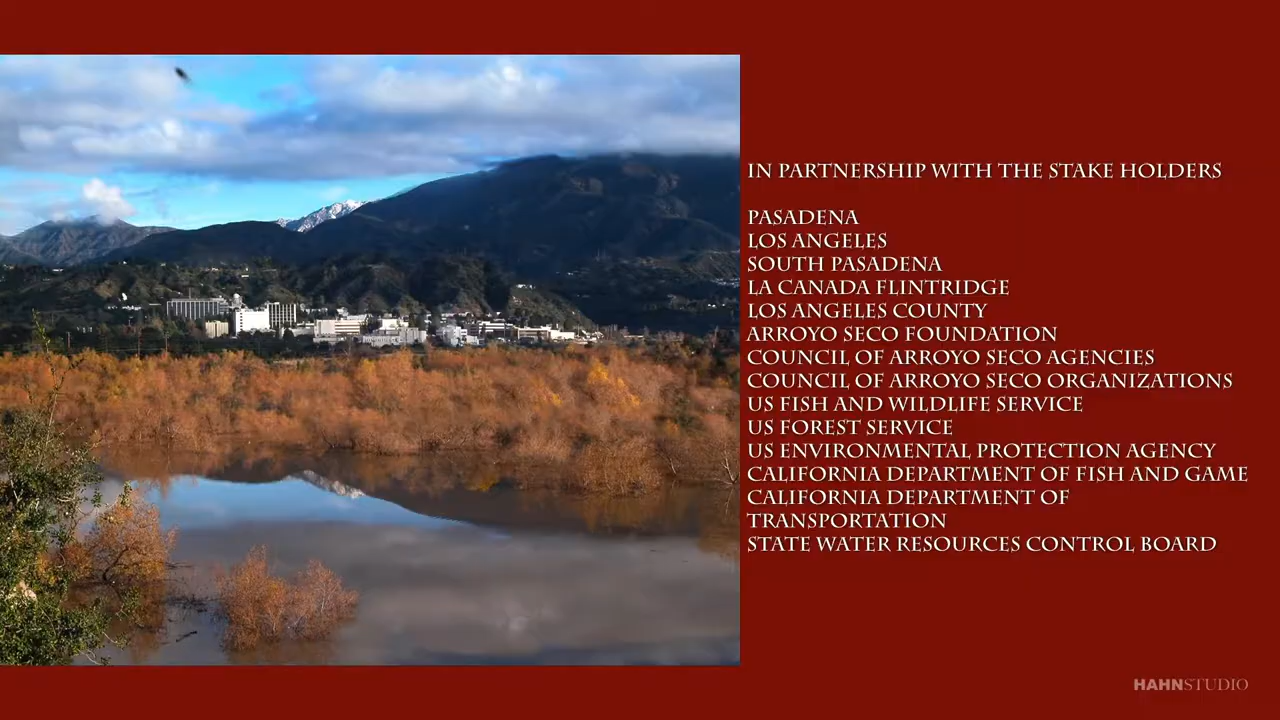 IN PARTNERSHIP WITH THE STAKE HOLDERS
PASADENA
LOS ANGELES
SOUTH PASADENA
LA CANADA FLINTRIDGE
LOS ANGELES COUNTY
ARROYO SECO FOUNDATION
COUNCIL OF ARROYO SECO AGENCIES
COUNCIL OF ARROYO SECO ORGANIZATIONS
US FISH AND WILDLIFE SERVICE
US FOREST SERVICE
US ENVIRONMENTAL PROTECTION AGENCY
CALIFORNIA DEPARTMENT OF FISH AND GAME
CALIFORNIA DEPARTMENT OF
TRANSPORTATION
STATE WATER RESOURCES CONTROL BOARD
HAHNSTUDIO